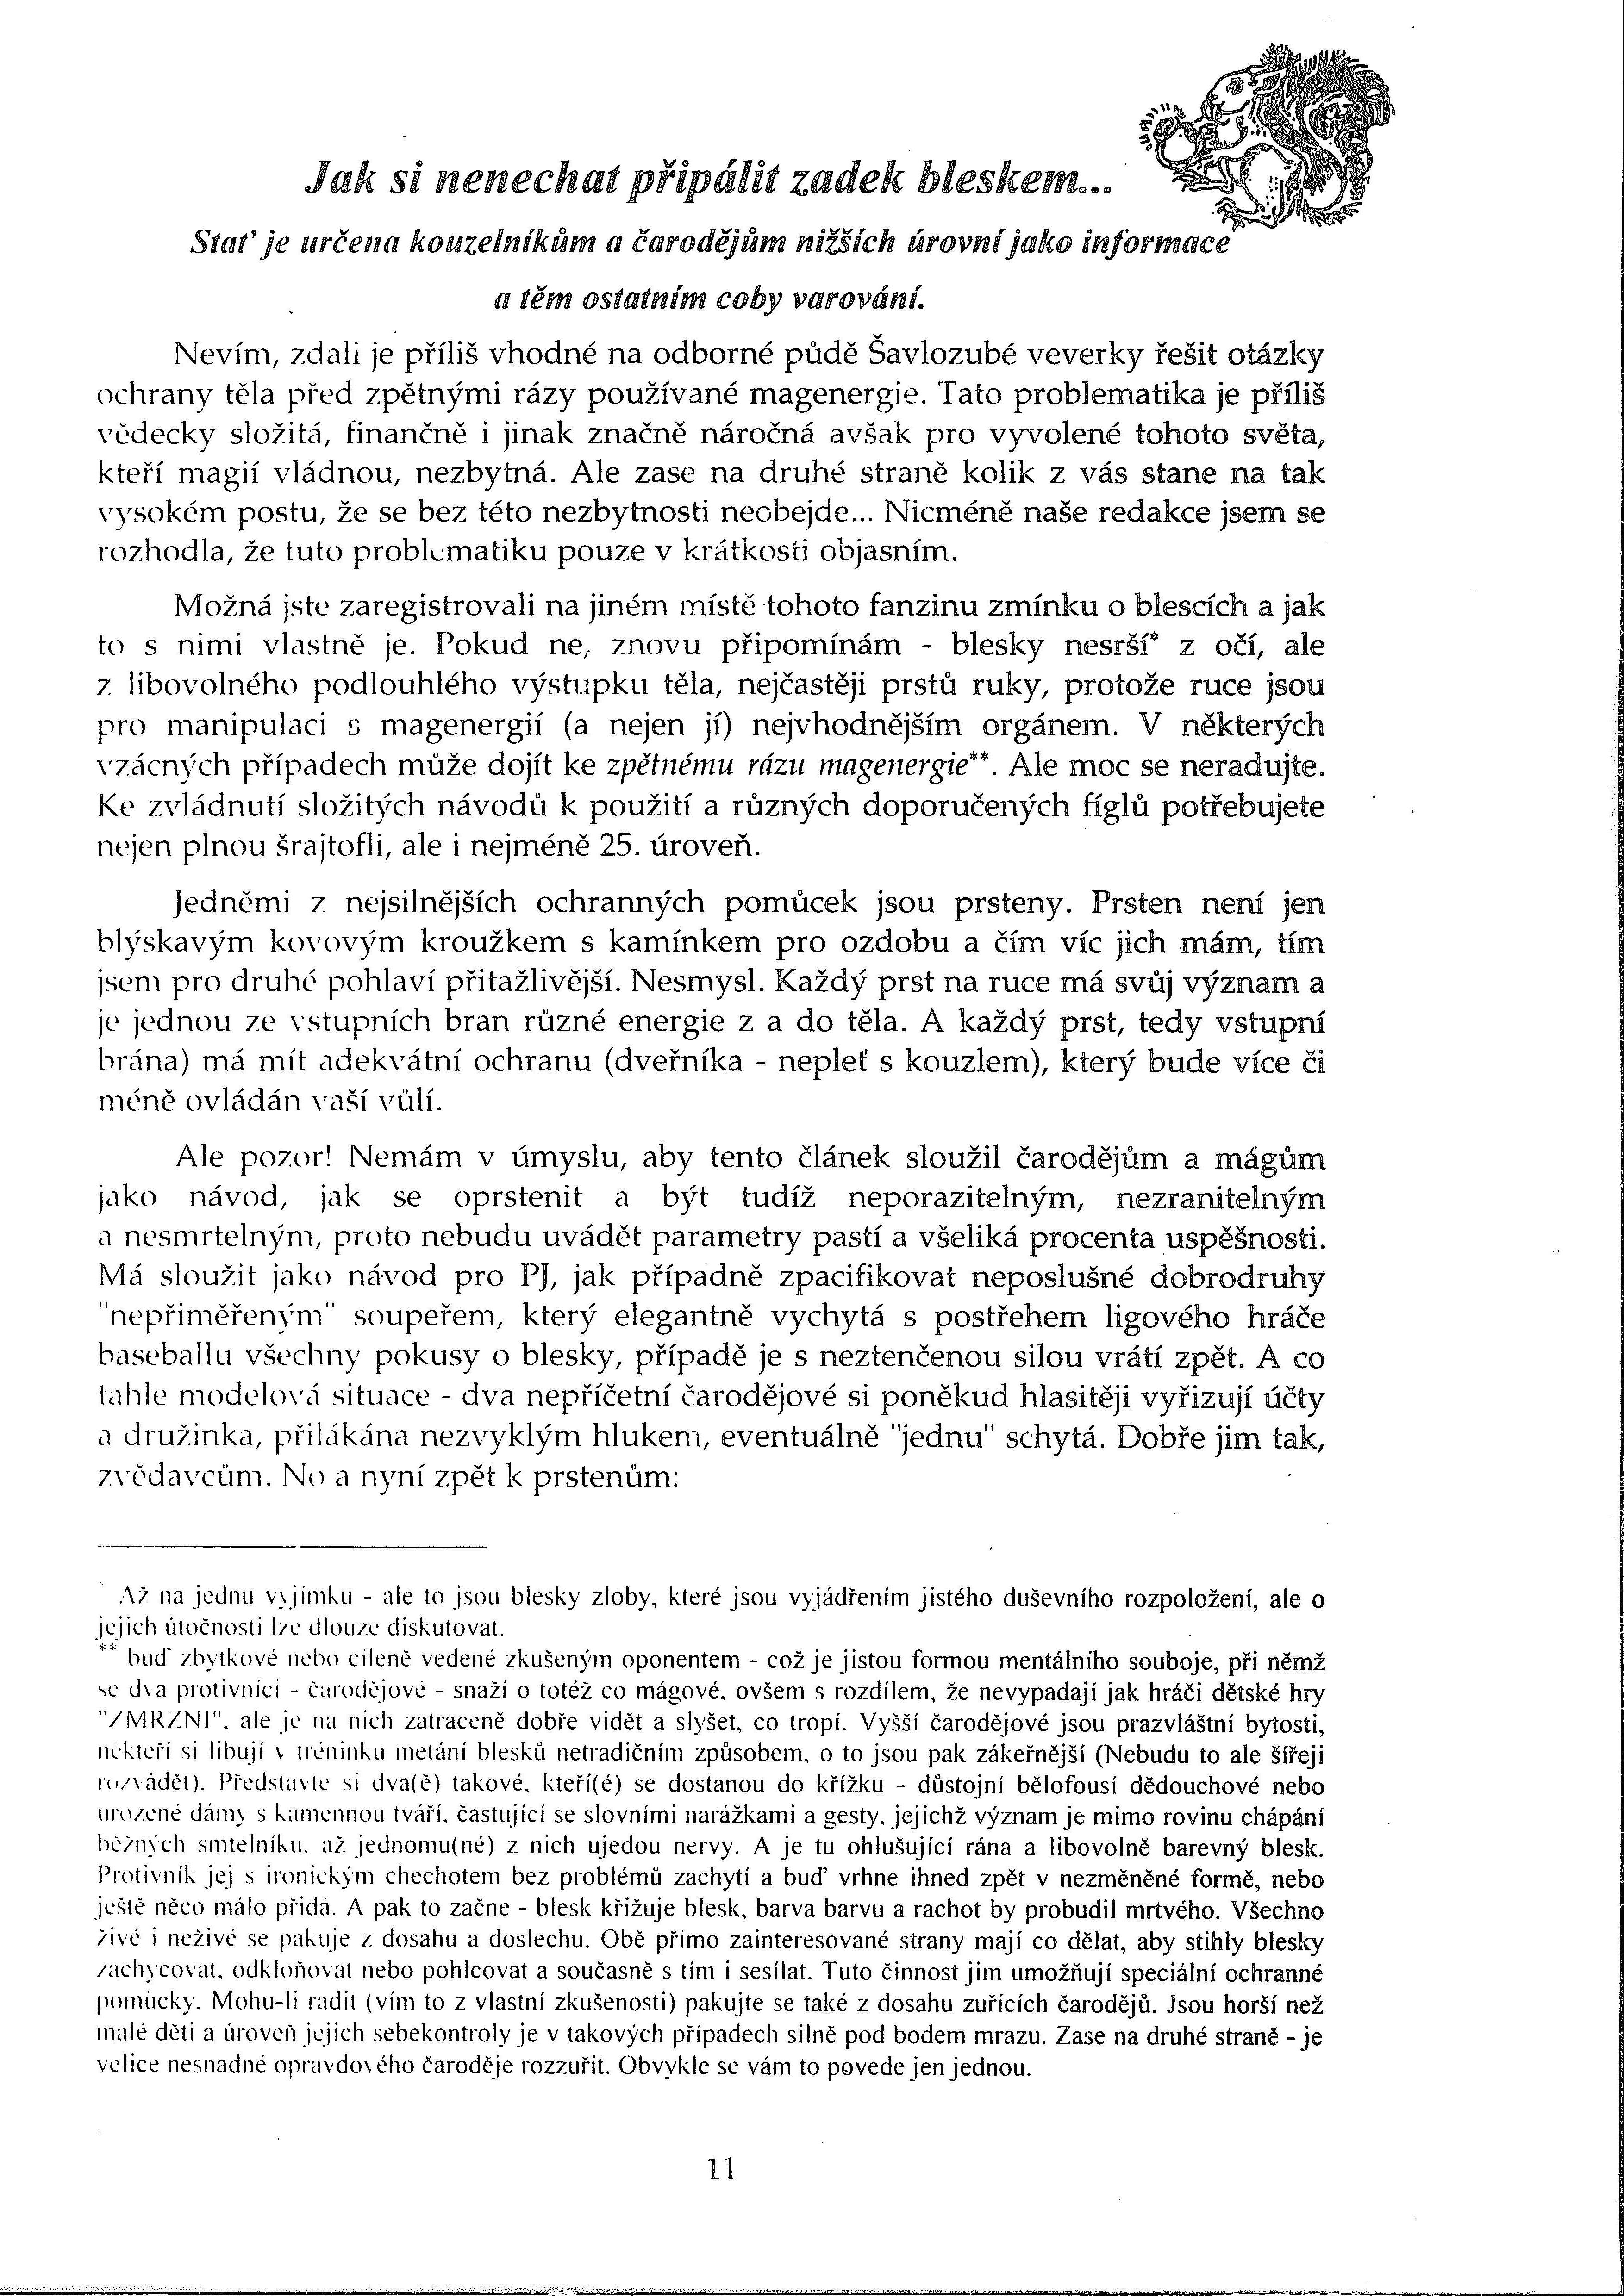 Jak si nenechat připálit zadek bleskem...
Stať je určena kouzelníkům a čarodějům nižších úrovní jako informace
a těm ostatním coby varování.
Nevím, zdali je příliš vhodné na odborné půdě Šavlozubé veverky řešit otázky
ochrany těla před zpětnými rázy používané magenergie. Tato problematika je příliš
vědecky složitá, finančně i jinak značně náročná avšak pro vyvolené tohoto světa,
kteří magií vládnou, nezbytná. Ale zase na druhé straně kolik z vás stane na tak
vysokém postu, že se bez této nezbytnosti neobejde... Nicméně naše redakce jsem se
rozhodla, že tuto problematiku pouze v krátkosti objasním.
Možná jste zaregistrovali na jiném místě tohoto fanzinu zmínku o blescích a jak
to s nimi vlastně je. Pokud ne, znovu připomínám - blesky nesrší* z očí, ale
z libovolného podlouhlého výstupku těla, nejčastěji prstů ruky, protože ruce jsou
pro manipulaci s magenergií (a nejen jí) nejvhodnějším orgánem. V některých
vzácných případech může dojít ke zpětnému rázu magenergie**. Ale moc se neradujte.
Ke zvládnutí složitých návodů k použití a různých doporučených fíglů potřebujete
nejen plnou šrajtofli, ale i nejméně 25. úroveň.
Jedněmi z nejsilnějších ochranných pomůcek jsou prsteny. Prsten není jen
blýskavým kovovým kroužkem s kamínkem pro ozdobu a čím víc jich mám, tím
jsem pro druhé pohlaví přitažlivější. Nesmysl. Každý prst na ruce má svůj význam a
je jednou ze vstupních bran různé energie z a do těla. A každý prst, tedy vstupní
brána) má mít adekvátní ochranu (dveřníka - nepleť s kouzlem), který bude více či
méně ovládán vaší vůlí.
Ale pozor! Nemám v úmyslu, aby tento článek sloužil čarodějům a mágům
jako návod, jak se oprstenit a být tudíž neporazitelným, nezranitelným
a nesmrtelným, proto nebudu uvádět parametry pastí a všeliká procenta uspěšnosti.
Má sloužit jako návod pro PJ, jak případně zpacifikovat neposlušné dobrodruhy
"nepřiměřeným" soupeřem, který elegantně vychytá s postřehem ligového hráče
baseballu všechny pokusy o blesky, případě je s neztenčenou silou vrátí zpět. A co
tahle modelová situace - dva nepříčetní čarodějové si poněkud hlasitěji vyřizují účty
a družinka, přilákána nezvyklým hlukem, eventuálně "jednu" schytá. Dobře jim tak,
zvědavcům. No a nyní zpět k prstenům:
* Až na jednu vyjímku - ale to jsou blesky zloby, které jsou vyjádřením jistého duševního rozpoložení, ale o
jejich útočnosti lze dlouze diskutovat.
** buď zbytkové nebo cíleně vedené zkušeným oponentem - což je jistou formou mentálního souboje, při němž
se dva protivníci - čarodějové - snaží o totéž co mágové, ovšem s rozdílem, že nevypadají jak hráči dětské hry
"ZMRZNI", ale je na nich zatraceně dobře vidět a slyšet, co tropí. Vyšší čarodějové jsou prazvláštní bytosti,
někteří si libují v tréninku metání blesků netradičním způsobem, o to jsou pak zákeřnější (Nebudu to ale šířeji
rozvádět). Představte si dva(ě) takové, kteří(é) se dostanou do křížku - důstojní bělofousí dědouchové nebo
urozené dámy s kamennou tváří, častující se slovními narážkami a gesty, jejichž význam je mimo rovinu chápání
běžných smtelníku, až jednomu(né) z nich ujedou nervy. A je tu ohlušující rána a libovolně barevný blesk.
Protivník jej s ironickým chechotem bez problémů zachytí a buď vrhne ihned zpět v nezměněné formě, nebo
ještě něco málo přidá. A pak to začne - blesk křižuje blesk, barva barvu a rachot by probudil mrtvého. Všechno
živé i neživé se pakuje z dosahu a doslechu. Obě přímo zainteresované strany mají co dělat, aby stihly blesky
zachycovat, odkloňovat nebo pohlcovat a současně s tím i sesílat. Tuto činnost jim umožňují speciální ochranné
pomůcky. Mohu-li radit (vím to z vlastní zkušenosti) pakujte se také z dosahu zuřících čarodějů. Jsou horší než
malé děti a úroveň jejich sebekontroly je v takových případech silně pod bodem mrazu. Zase na druhé straně - je
velice nesnadné opravdového čaroděje rozzuřit. Obvykle se vám to povede jen jednou.
11